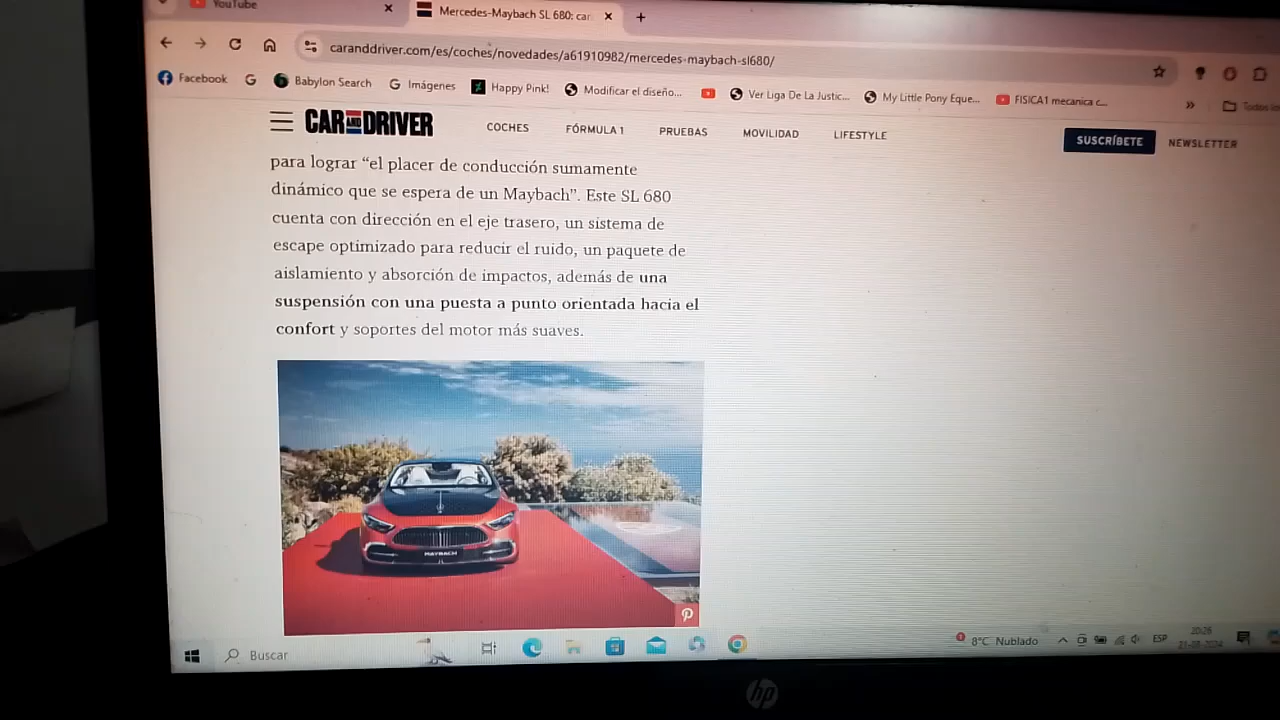 YouTube
Mercedes-Maybach SL 680: car
caranddriver.com/es/coches/novedades/a61910982/mercedes-maybach-sl680/
Facebook
Babylon Search
Imágenes
Happy Pink!
Modificar el diseño...
Ver Liga De La Justic...
My Little Pony Eque...
FISICA1 mecanica c...
»
Todos lo
CAR AND DRIVER
COCHES
FÓRMULA 1
PRUEBAS
MOVILIDAD
LIFESTYLE
SUSCRÍBETE
NEWSLETTER
para lograr “el placer de conducción sumamente
dinámico que se espera de un Maybach”. Este SL 680
cuenta con dirección en el eje trasero, un sistema de
escape optimizado para reducir el ruido, un paquete de
aislamiento y absorción de impactos, además de una
suspensión con una puesta a punto orientada hacia el
confort y soportes del motor más suaves.
MAYBACH
Buscar
8°C Nublado
ESP
20:26
hp